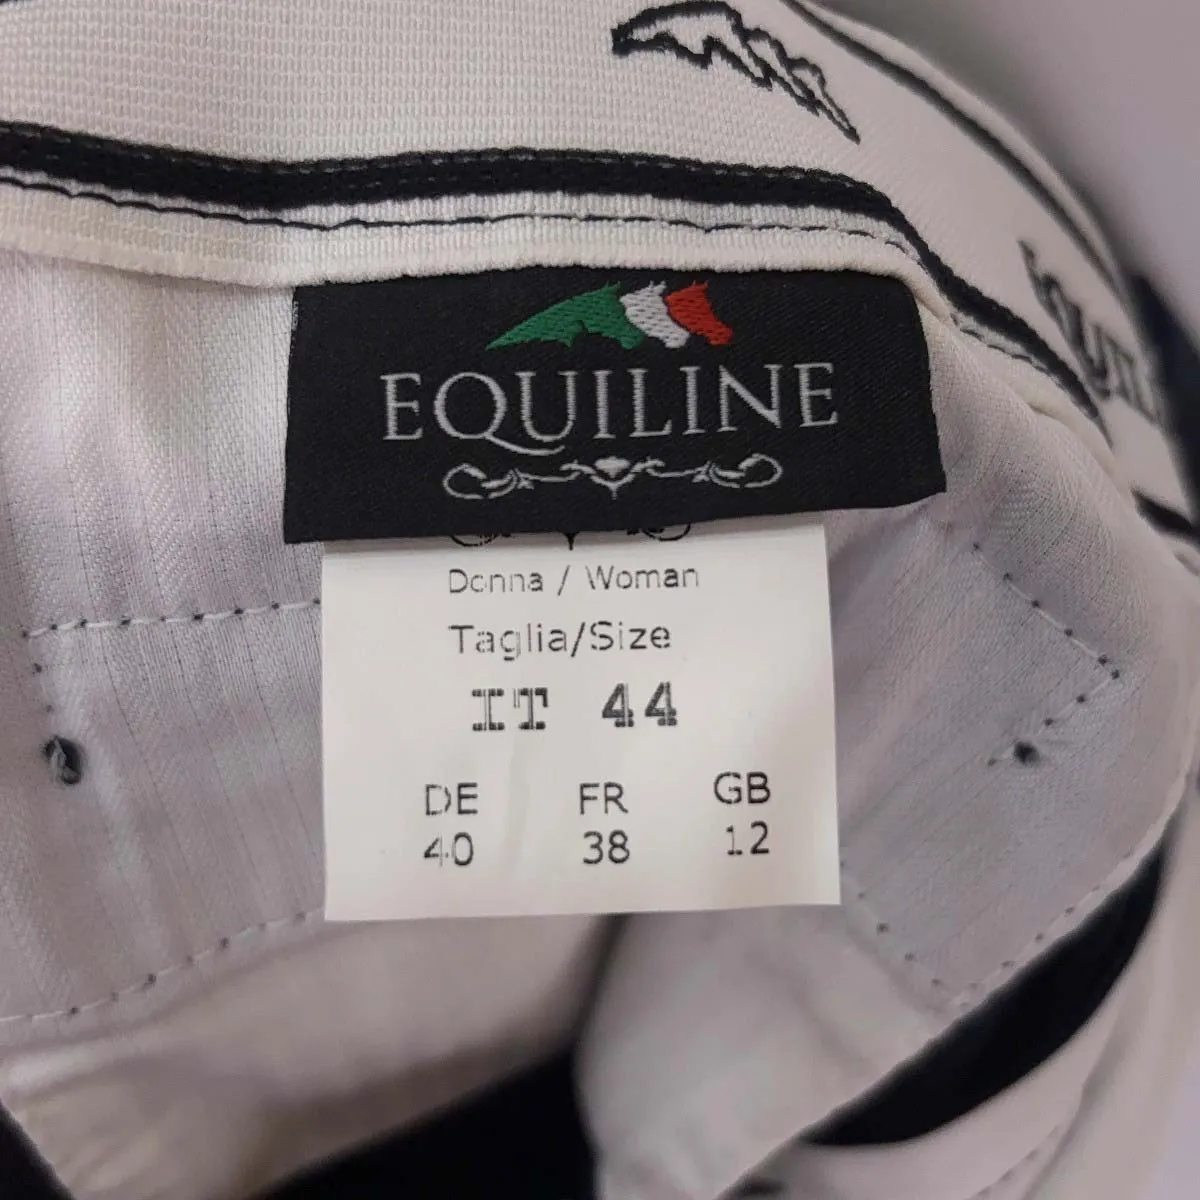 EQUILINE
Donna / Woman
Taglia/Size
IT 44
DE FR GB
40 38 12